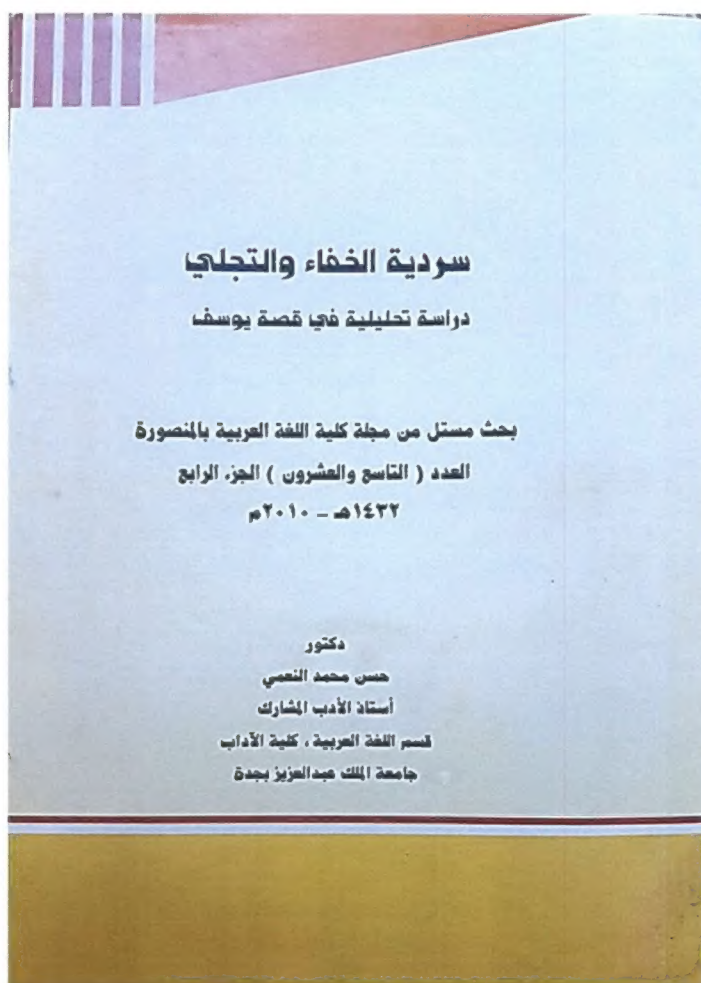 سردية الخفاء والتجلي
دراسة تحليلية في قصة يوسف
بحث مستل من مجلة كلية اللغة العربية بالمنصورة
العدد ( التاسع والعشرون ) الجزء الرابع
١٤٣٢هـ - ٢٠١٠م
دكتور
حسن محمد النعمي
أستاذ الأدب المشارك
قسم اللغة العربية ، كلية الآداب
جامعة الملك عبدالعزيز بجدة